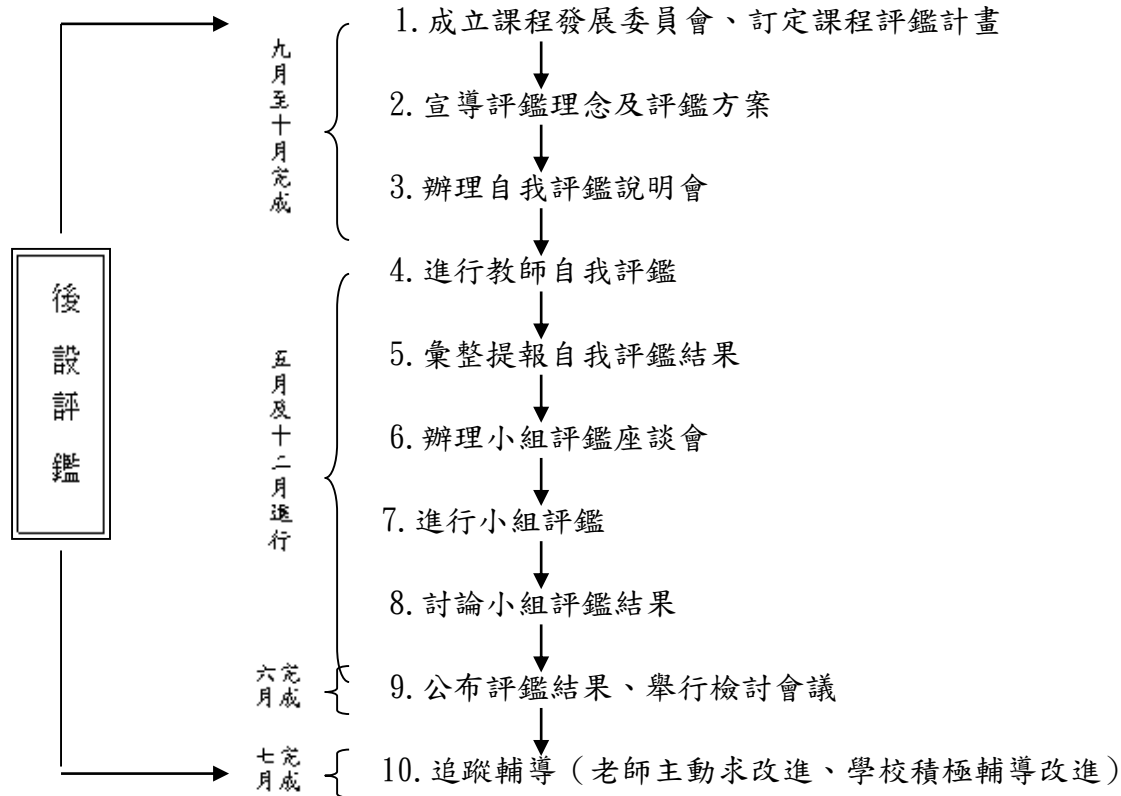 1.成立課程發展委員會、訂定課程評鑑計畫
九月至十月完成
2.宣導評鑑理念及評鑑方案
3.辦理自我評鑑說明會
後設評鑑
4.進行教師自我評鑑
五月及十二月進行
5.彙整提報自我評鑑結果
6.辦理小組評鑑座談會
7.進行小組評鑑
8.討論小組評鑑結果
六月完成
9.公布評鑑結果、舉行檢討會議
七月完成
10.追蹤輔導（老師主動求改進、學校積極輔導改進）